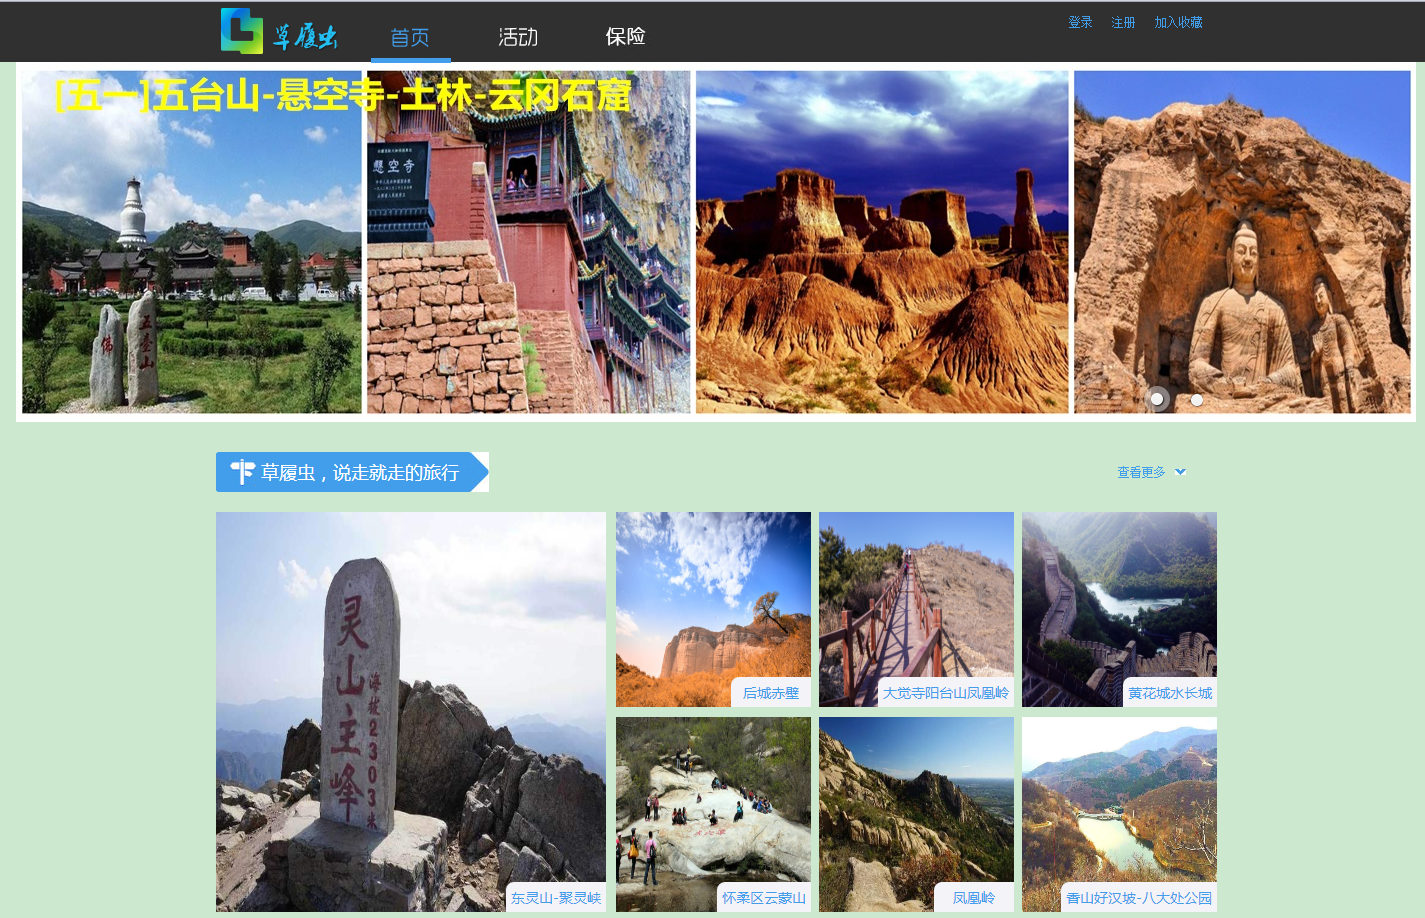 草履虫
首页
活动
保险
登录
注册
加入收藏
[五一]五台山-悬空寺-土林-云冈石窟
懸空寺
佛
五臺山
草履虫，说走就走的旅行
查看更多
灵山主峰
海拔2303米
东灵山-聚灵峡
后城赤壁
大觉寺阳台山凤凰岭
黄花城水长城
怀柔区云蒙山
凤凰岭
香山好汉坡-八大处公园